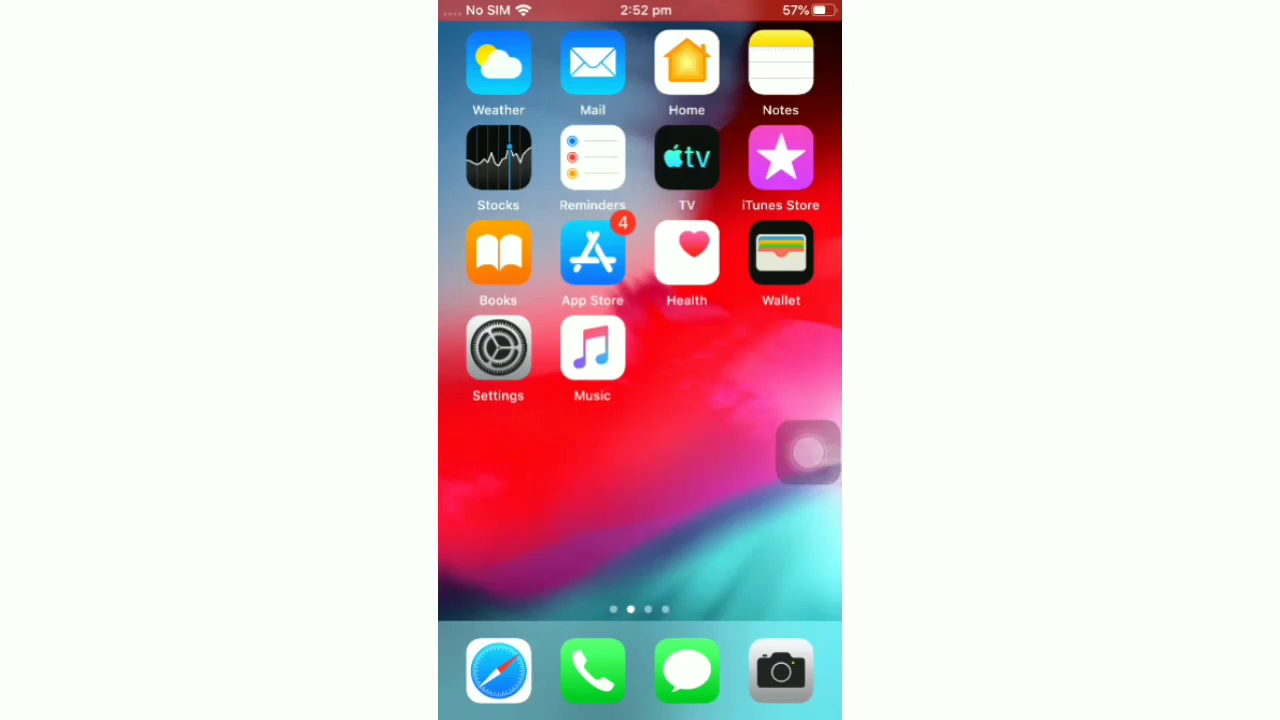 No SIM 2:52 pm 57%
Weather Mail Home Notes
tv
Stocks Reminders TV iTunes Store
4
Books App Store Health Wallet
Settings Music